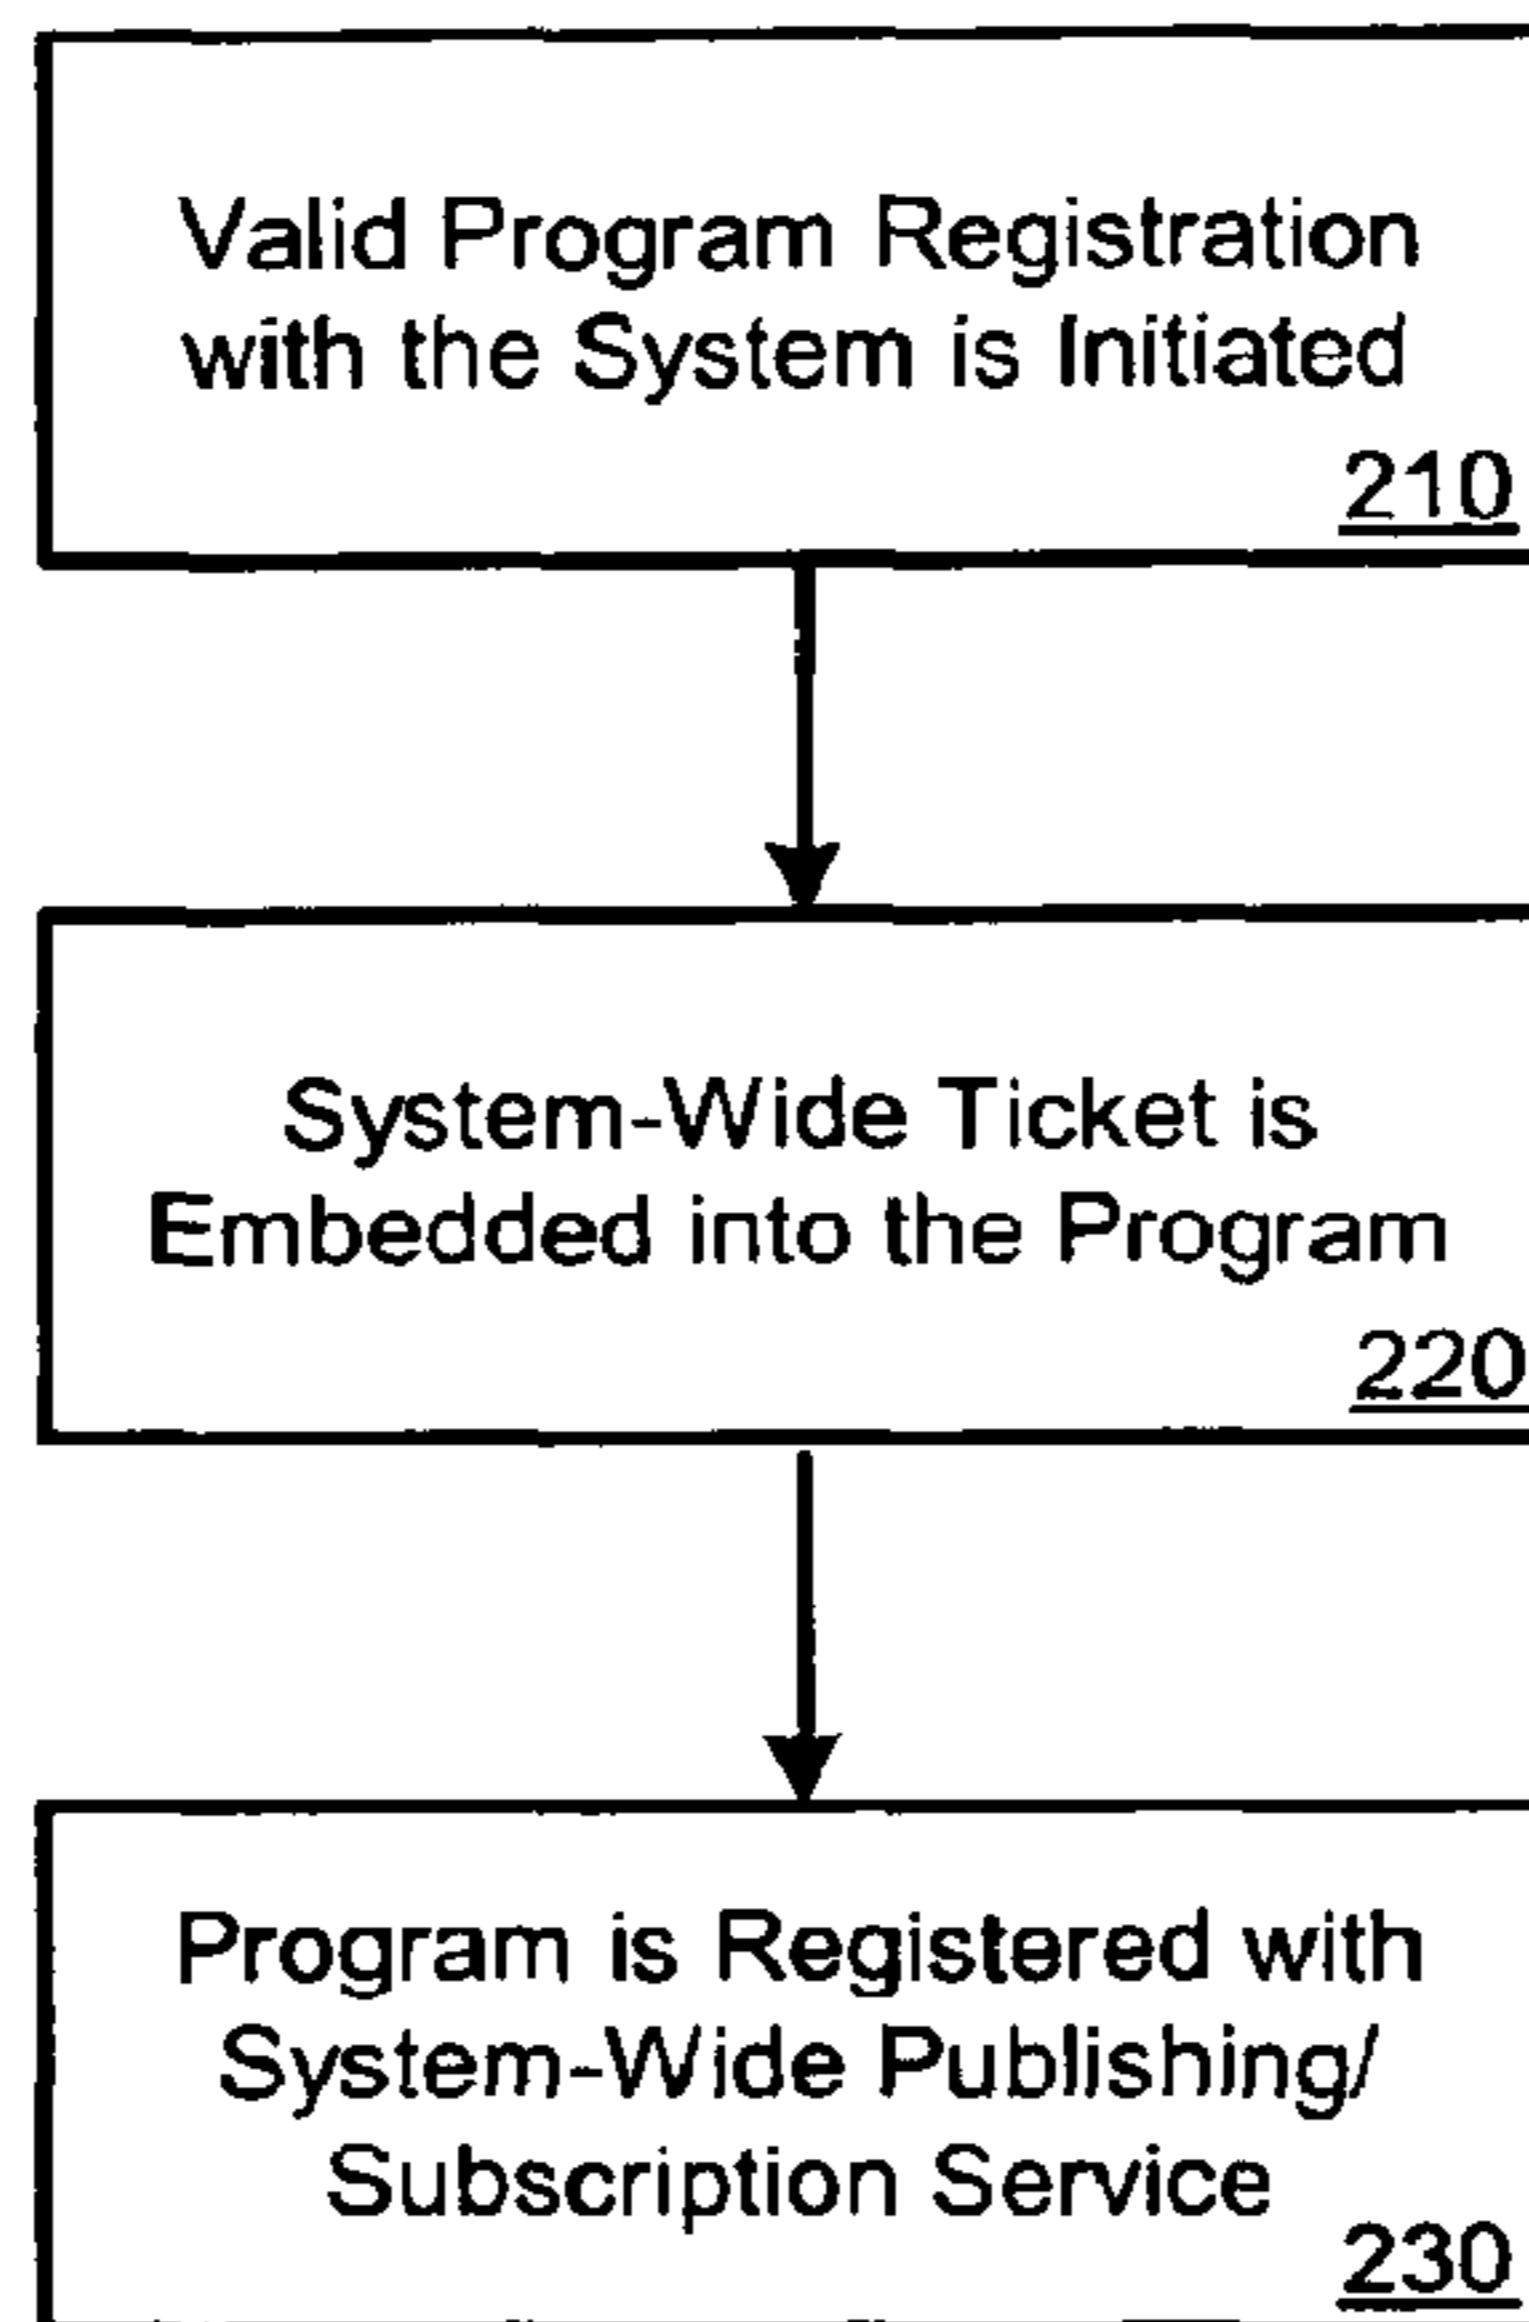 Valid Program Registration
with the System is Initiated
210
System-Wide Ticket is
Embedded into the Program
220
Program is Registered with
System-Wide Publishing/
Subscription Service
230